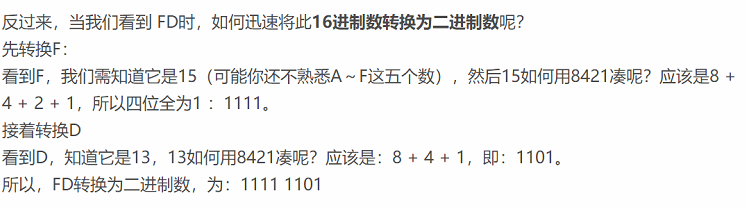 反过来，当我们看到 FD时，如何迅速将此16进制数转换为二进制数呢？
先转换F：
看到F，我们需知道它是15（可能你还不熟悉A～F这五个数），然后15如何用8421凑呢？应该是8 +
4 + 2 + 1，所以四位全为1 ：1111。
接着转换D
看到D，知道它是13，13如何用8421凑呢？应该是：8 + 4 + 1，即：1101。
所以，FD转换为二进制数，为：1111 1101